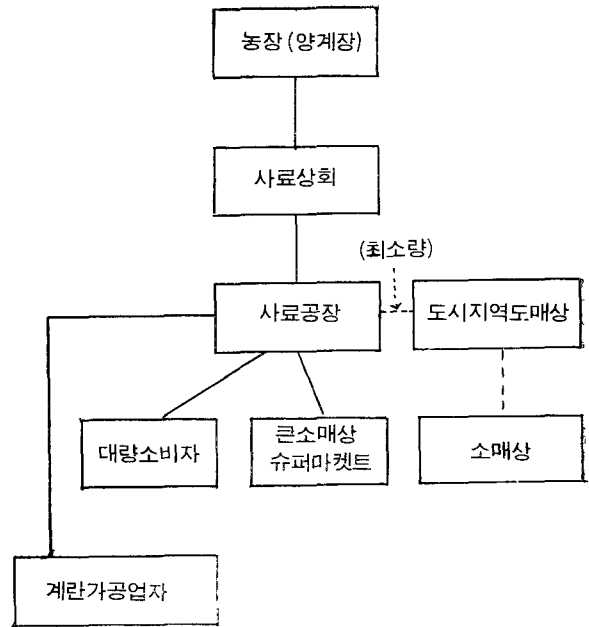 농장 (양계장)
사료상회
(최소량)
사료공장
도시지역도매상
대량소비자
큰소매상
슈퍼마켓트
소매상
계란가공업자